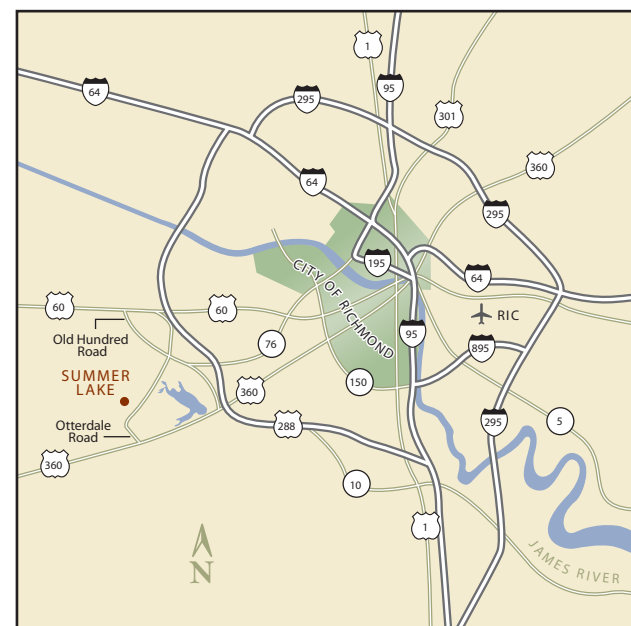 1
64
95
295
301
360
64
295
195
64
CITY OF RICHMOND
60
60
RIC
Old Hundred
Road
76
95
895
SUMMER
LAKE
150
360
Otterdale
Road
288
295
5
360
10
1
JAMES RIVER
N